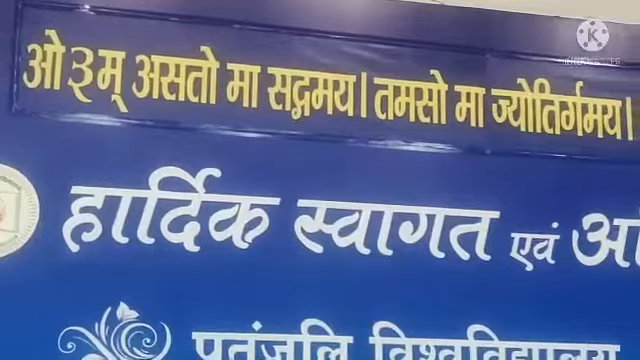 ओ३म् असतो मा सद्गमय। तमसो मा ज्योतिर्गमय।
हार्दिक स्वागत एवं
पतंजलि विश्वविद्यालय